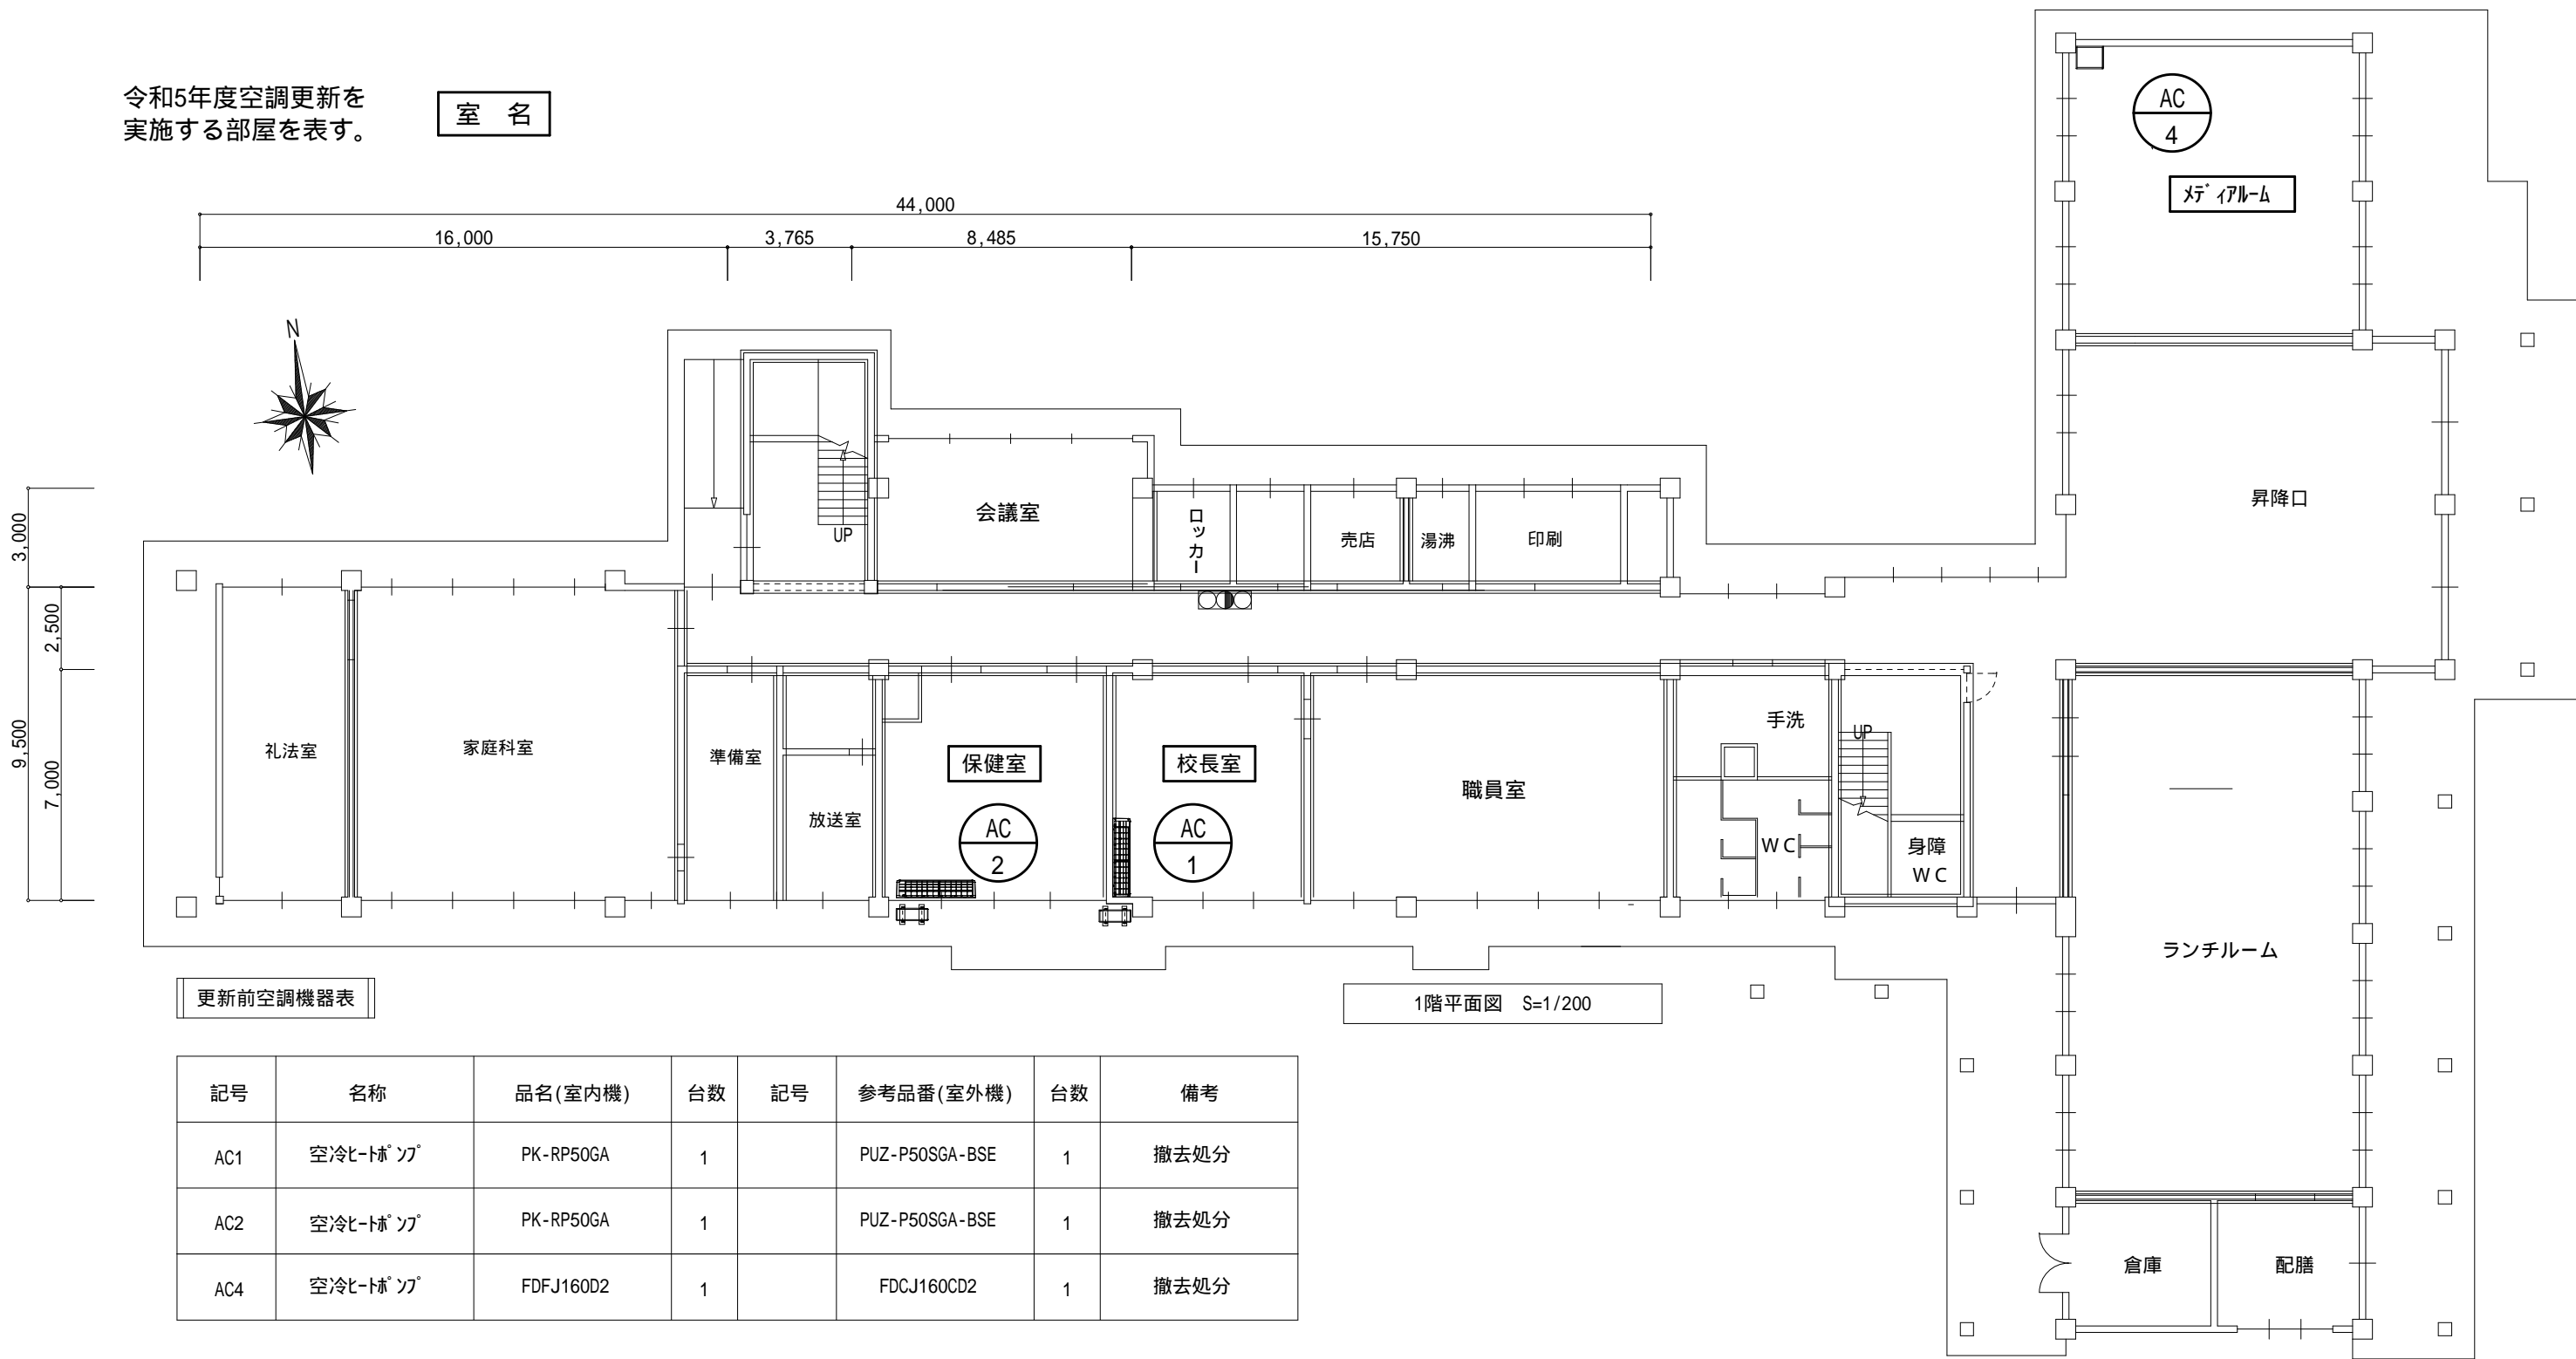 令和5年度空調更新を
実施する部屋を表す。
室 名
44,000
16,000
3,765
8,485
15,750
N
3,000
2,500
9,500
7,000
AC
4
ﾒﾃﾞｨｱﾙｰﾑ
昇降口
UP
会議室
ロッカー
売店
湯沸
印刷
礼法室
家庭科室
準備室
放送室
保健室
AC
2
校長室
AC
1
職員室
手洗
WC
UP
身障
WC
ランチルーム
倉庫
配膳
更新前空調機器表
1階平面図 S=1/200
記号 名称 品名(室内機) 台数 記号 参考品番(室外機) 台数 備考
AC1 空冷ﾋｰﾄﾎﾟﾝﾌﾟ PK-RP50GA 1 PUZ-P50SGA-BSE 1 撤去処分
AC2 空冷ﾋｰﾄﾎﾟﾝﾌﾟ PK-RP50GA 1 PUZ-P50SGA-BSE 1 撤去処分
AC4 空冷ﾋｰﾄﾎﾟﾝﾌﾟ FDFJ160D2 1 FDCJ160CD2 1 撤去処分